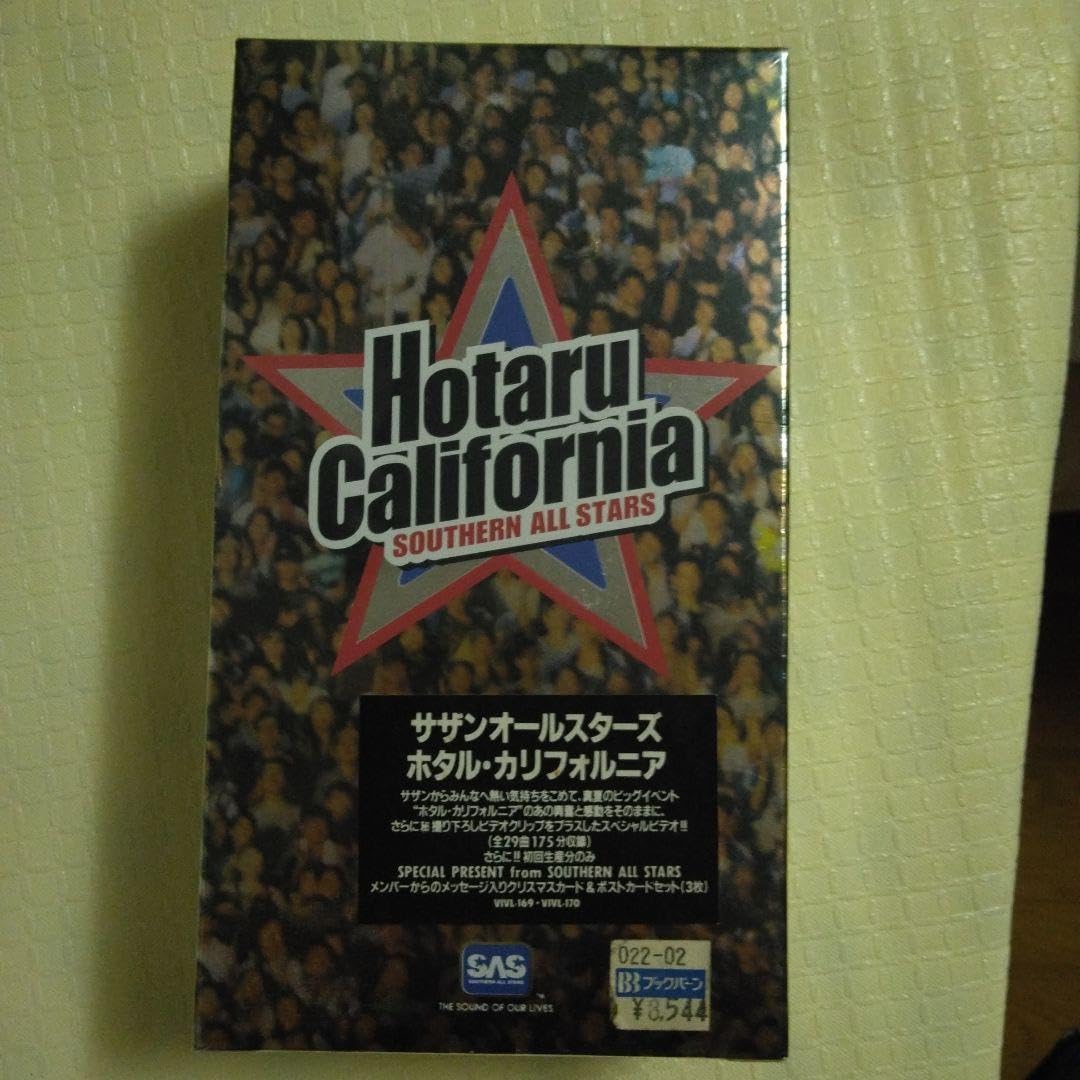 Hotaru
California
SOUTHERN ALL STARS
サザンオールスターズ
ホタル・カリフォルニア
サザンからみんなへ熱い気持ちをこめて、真夏のビッグイベント
“ホタル・カリフォルニア”のあの興奮と感動をそのままに、
さらに㊙撮り下ろしビデオクリップをプラスしたスペシャルビデオ!!
(全29曲175分収録)
さらに!! 初回生産分のみ
SPECIAL PRESENT from SOUTHERN ALL STARS
メンバーからのメッセージ入りクリスマスカード&ポストカードセット(3枚)
VIVL-169・VIVL-170
SAS
SOUTHERN ALL STARS
THE SOUND OF OUR LIVES
TM
022-02
ブックバーン
¥8,544